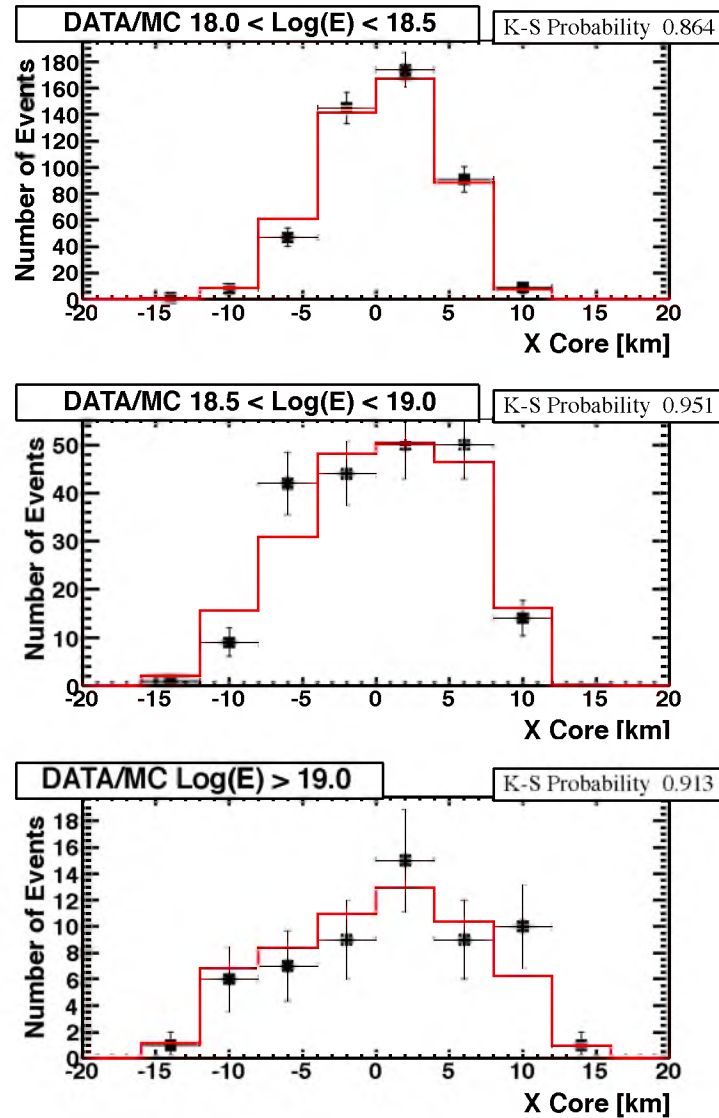 DATA/MC 18.0 < Log(E) < 18.5
K-S Probability 0.864
Number of Events
180
160
140
120
100
80
60
40
20
0
-20 -15 -10 -5 0 5 10 15 20
X Core [km]
DATA/MC 18.5 < Log(E) < 19.0
K-S Probability 0.951
Number of Events
50
40
30
20
10
0
-20 -15 -10 -5 0 5 10 15 20
X Core [km]
DATA/MC Log(E) > 19.0
K-S Probability 0.913
Number of Events
18
16
14
12
10
8
6
4
2
0
-20 -15 -10 -5 0 5 10 15 20
X Core [km]